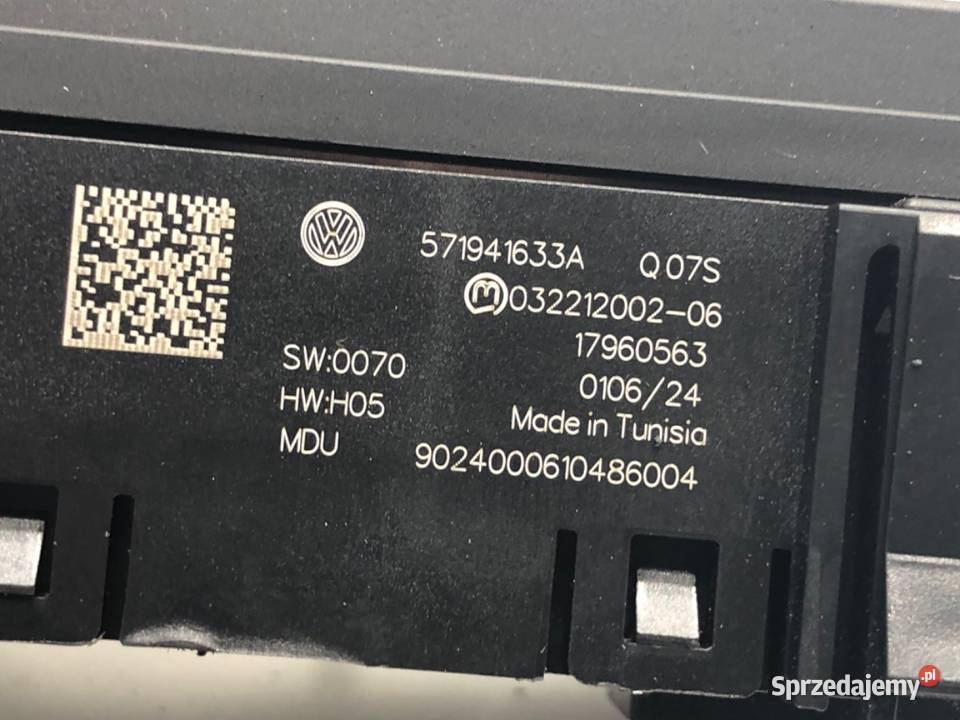 571941633A Q07S
032212002-06
17960563
SW:0070
0106/24
HW:H05
Made in Tunisia
MDU
9024000610486004
Sprzedajemy.pl